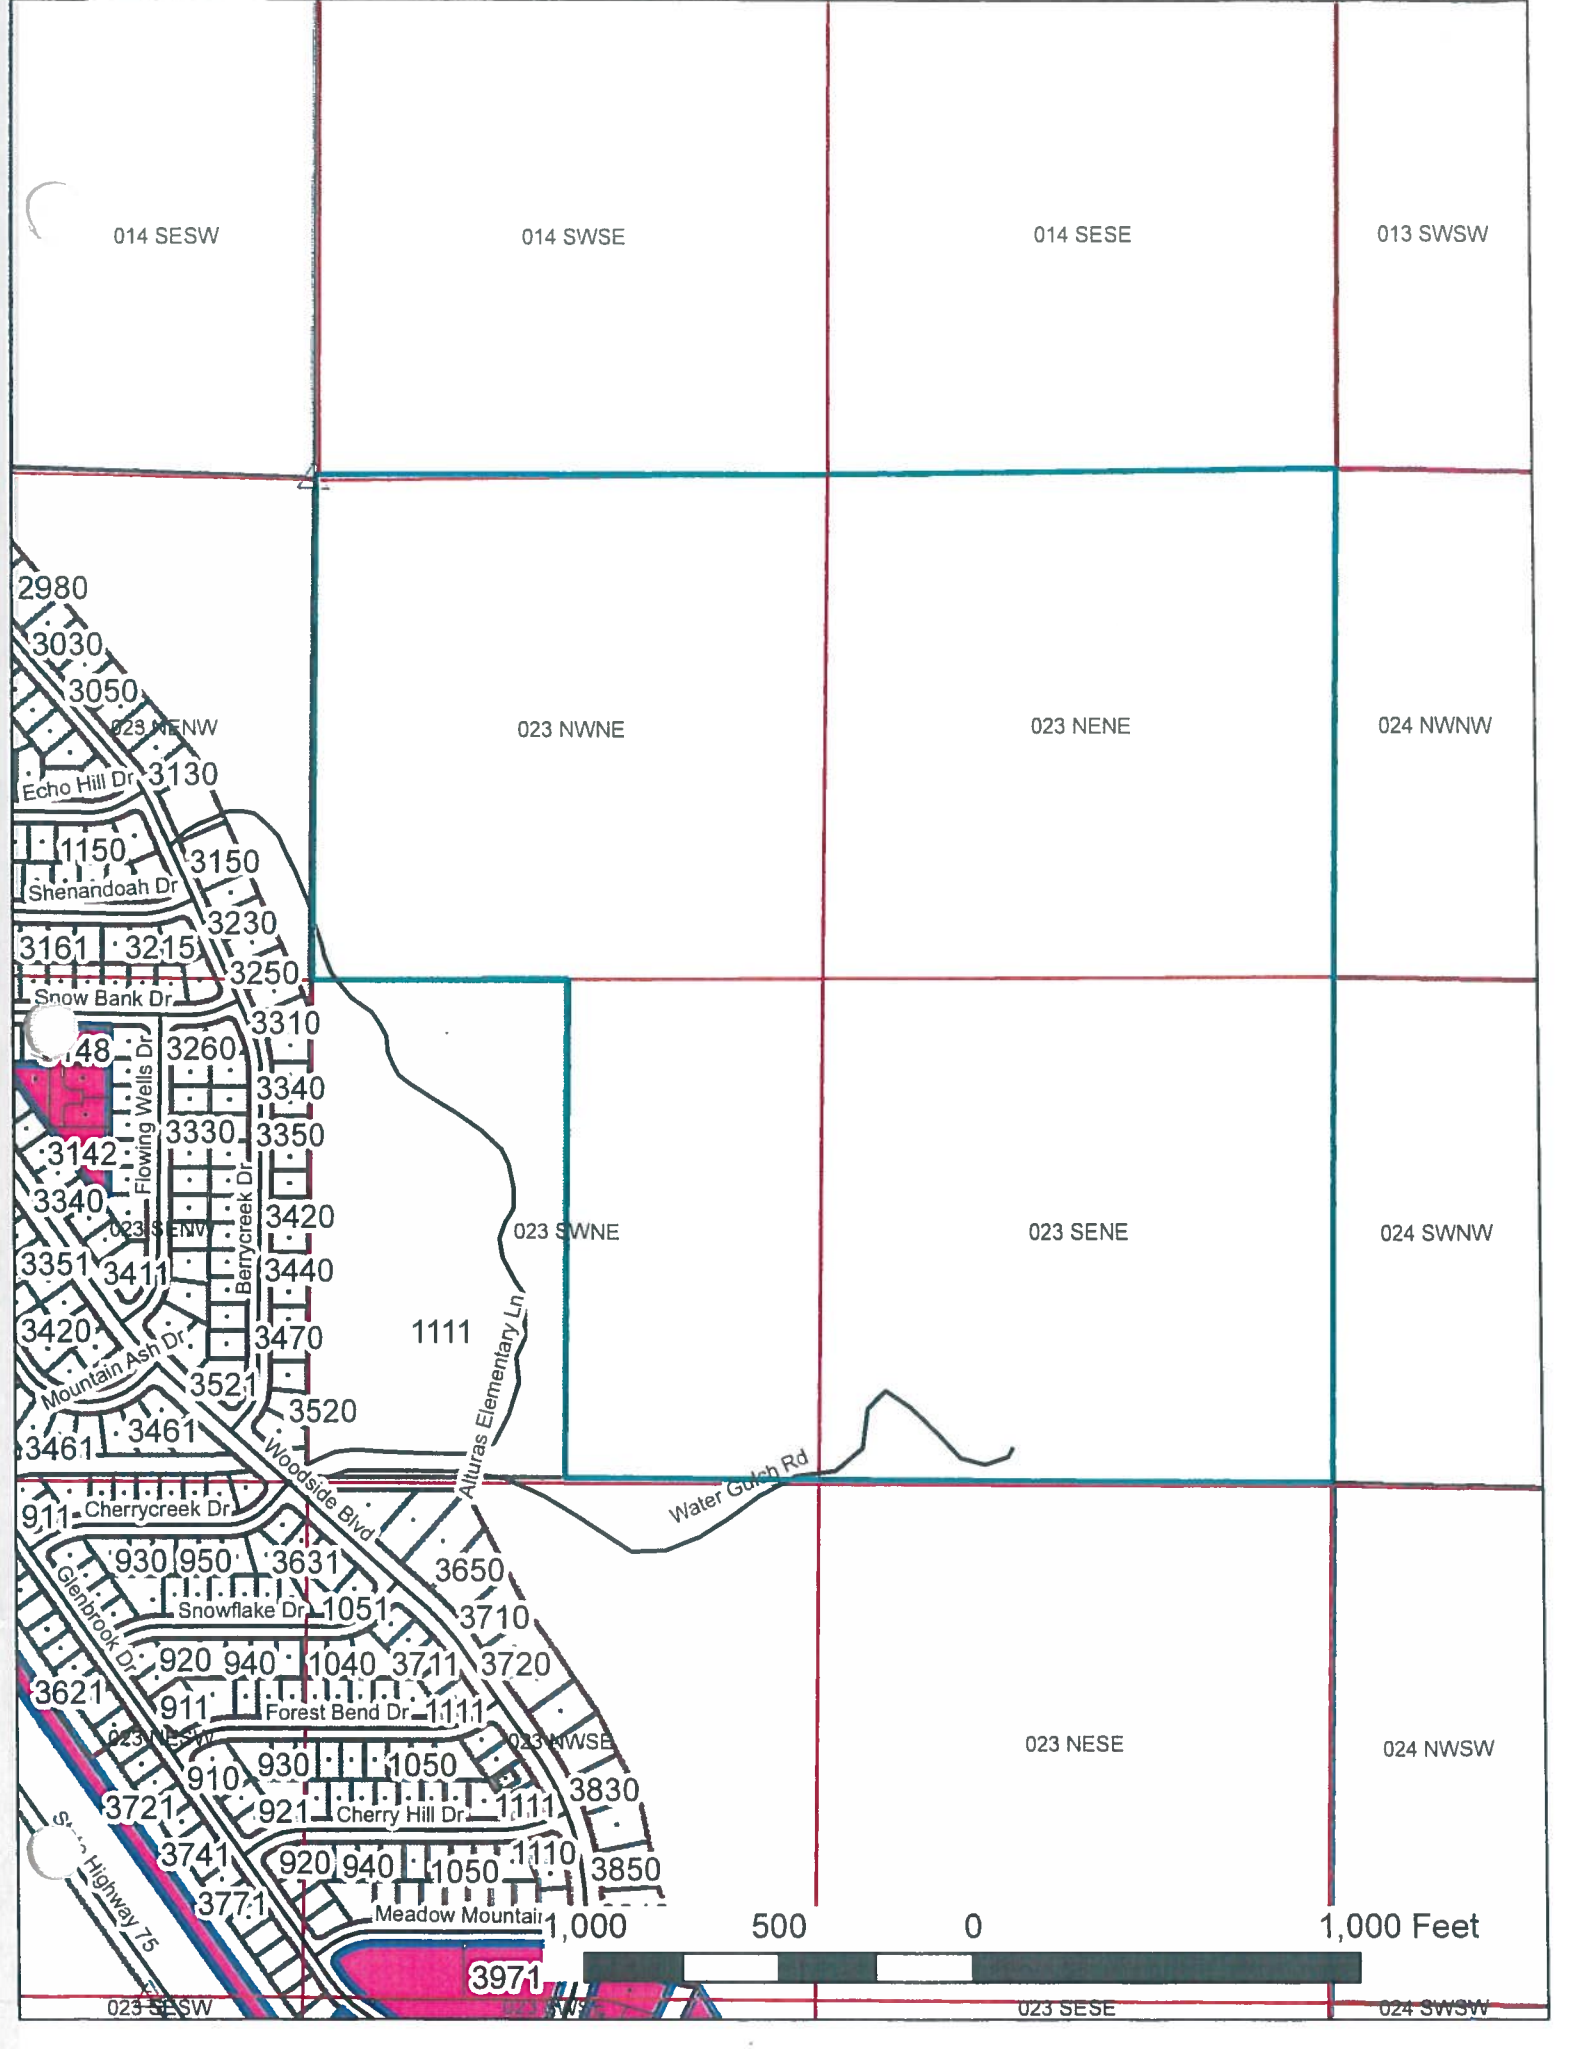 014 SESW
014 SWSE
014 SESE
013 SWSW
2980
3030
3050
023 NENW
023 NWNE
023 NENE
024 NWNW
Echo Hill Dr
3130
1150
3150
Shenandoah Dr
3230
3161
3215
3250
Snow Bank Dr
3310
48
3260
Flowing Wells Dr
3340
3330
3350
3142
Berrycreek Dr
3340
3420
023 SENW
023 SWNE
023 SENE
024 SWNW
3351
3411
3440
3420
3470
1111
Mountain Ash Dr
3521
Alturas Elementary Ln
3520
3461
3461
Woodside Blvd
Water Gulch Rd
911
Cherrycreek Dr
930
950
3631
3650
Glenbrook Dr
Snowflake Dr
1051
3710
920
940
1040
3711
3720
3621
911
Forest Bend Dr
1111
023 NESW
023 NWSE
023 NESE
024 NWSW
930
1050
910
3830
3721
921
Cherry Hill Dr
1111
3741
920
940
1050
1110
3850
State Highway 75
3771
Meadow Mountain
1,000
500
0
1,000 Feet
3971
023 SESW
023 SWSE
023 SESE
024 SWSW